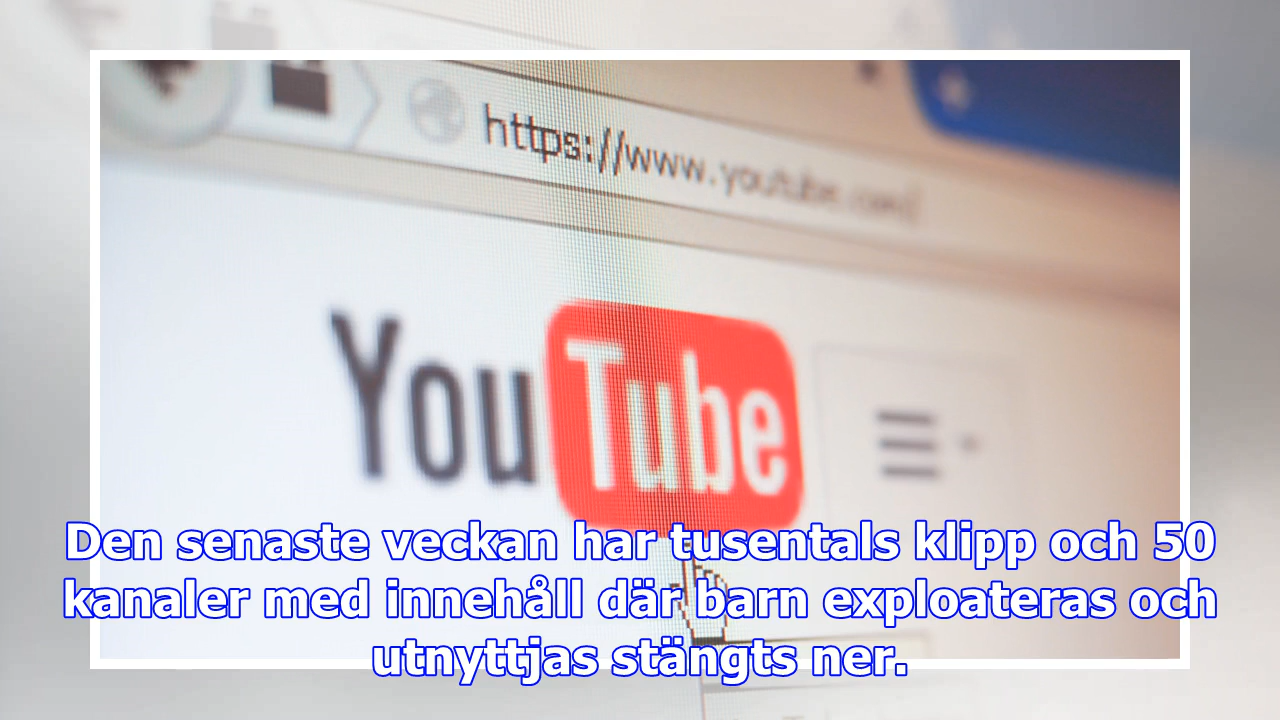 https://www.youtube.com/
YouTube
Den senaste veckan har tusentals klipp och 50
kanaler med innehåll där barn exploateras och
utnyttjas stängts ner.